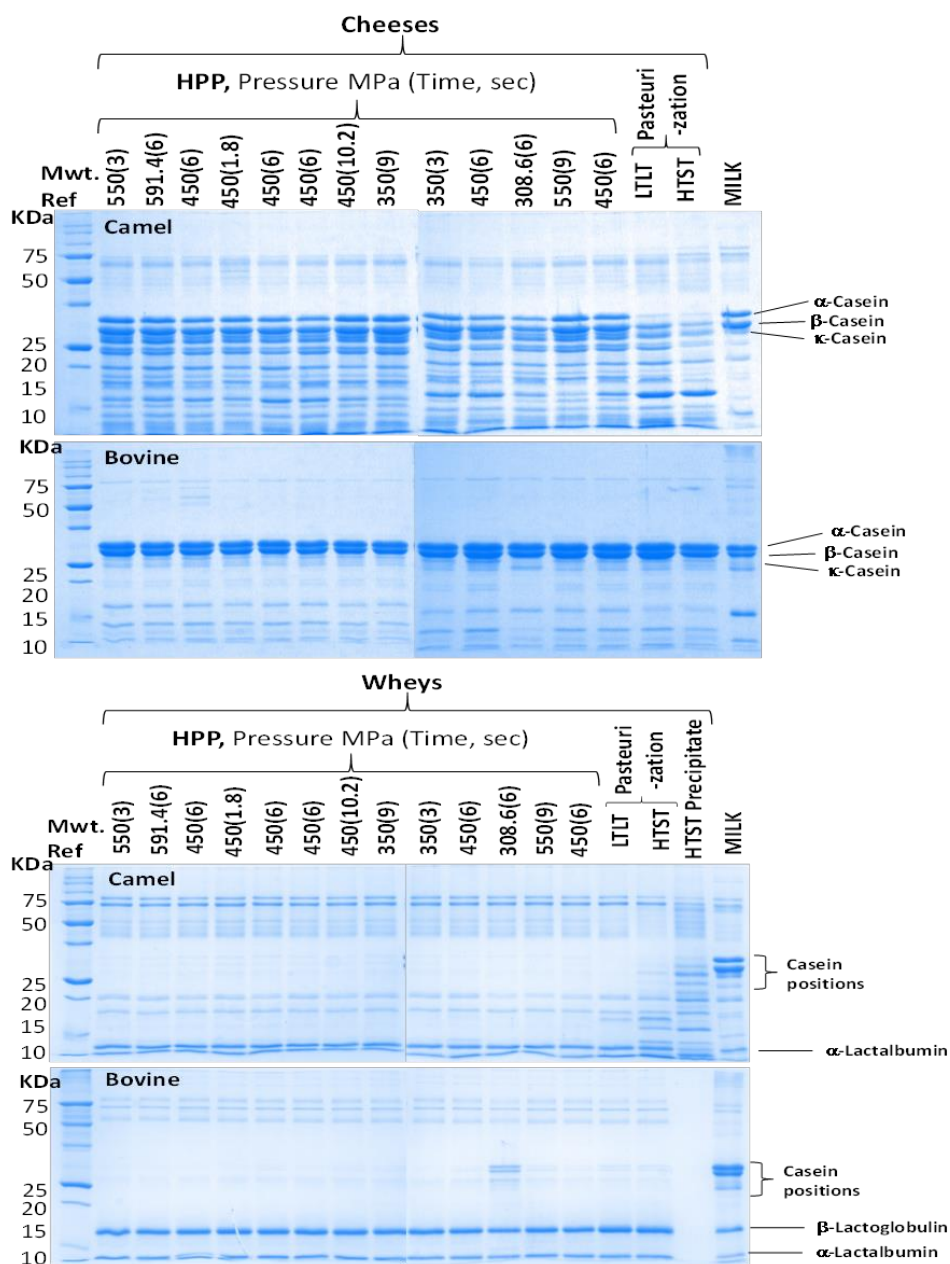 Cheeses
HPP, Pressure MPa (Time, sec)
Pasteuri
-zation
Mwt.
Ref
550(3)
591.4(6)
450(6)
450(1.8)
450(6)
450(6)
450(10.2)
350(9)
350(3)
450(6)
308.6(6)
550(9)
450(6)
LTLT
HTST
MILK
KDa
Camel
75
50
25
20
15
10
α-Casein
β-Casein
κ-Casein
KDa
Bovine
75
50
25
20
15
10
α-Casein
β-Casein
κ-Casein
Wheys
HPP, Pressure MPa (Time, sec)
Pasteuri
-zation
Mwt.
Ref
550(3)
591.4(6)
450(6)
450(1.8)
450(6)
450(6)
450(10.2)
350(9)
350(3)
450(6)
308.6(6)
550(9)
450(6)
LTLT
HTST
HTST Precipitate
MILK
KDa
Camel
75
50
25
20
15
10
Casein
positions
α-Lactalbumin
KDa
Bovine
75
50
25
20
15
10
Casein
positions
β-Lactoglobulin
α-Lactalbumin